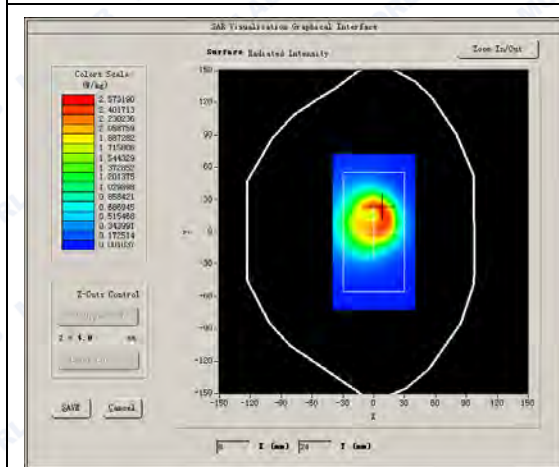 SAR Visualisation Graphical Interface
Surface Radiated Intensity
Zoom In/Out
Colors Scale
(W/kg)
2.573190
2.401713
2.230236
2.058759
1.887282
1.715806
1.544329
1.372852
1.201375
1.029898
0.858421
0.686945
0.515468
0.343991
0.172514
0.001037
150
120
90
60
30
0
-30
-60
-90
-120
-150
-150 -120 -90 -60 -30 0 30 60 90 120 150
Y
X
Z-Cuts Control
Z = 4.0 mm
SAVE Cancel
X (mm) Y (mm)